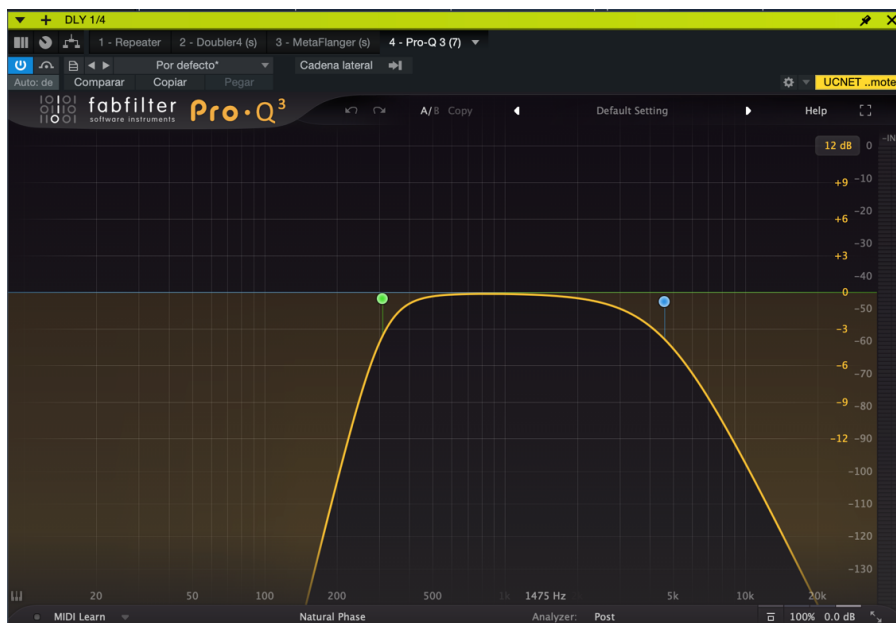 DLY 1/4
1 - Repeater 2 - Doubler4 (s) 3 - MetaFlanger (s) 4 - Pro-Q 3 (7)
Por defecto* Cadena lateral
Auto: de Comparar Copiar Pegar UCNET ..mote
fabfilter Pro·Q3
software instruments
A/B Copy Default Setting Help
12 dB 0 -IN
+9 -10
+6 -20
+3 -30
-40
0
-50
-3 -60
-6 -70
-80
-9
-12 -90
-100
-110
-120
-130
20 50 100 200 500 1k 1475 Hz 5k 10k 20k
MIDI Learn Natural Phase Analyzer: Post 100% 0.0 dB